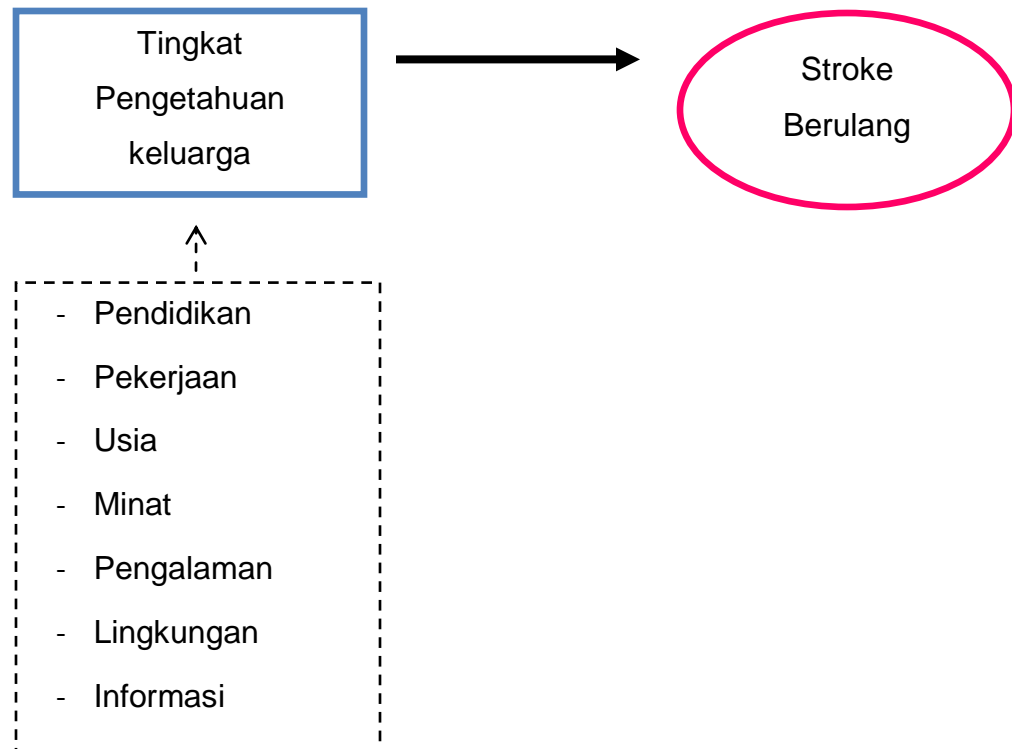 Tingkat
Pengetahuan
keluarga
Stroke
Berulang
- Pendidikan
- Pekerjaan
- Usia
- Minat
- Pengalaman
- Lingkungan
- Informasi